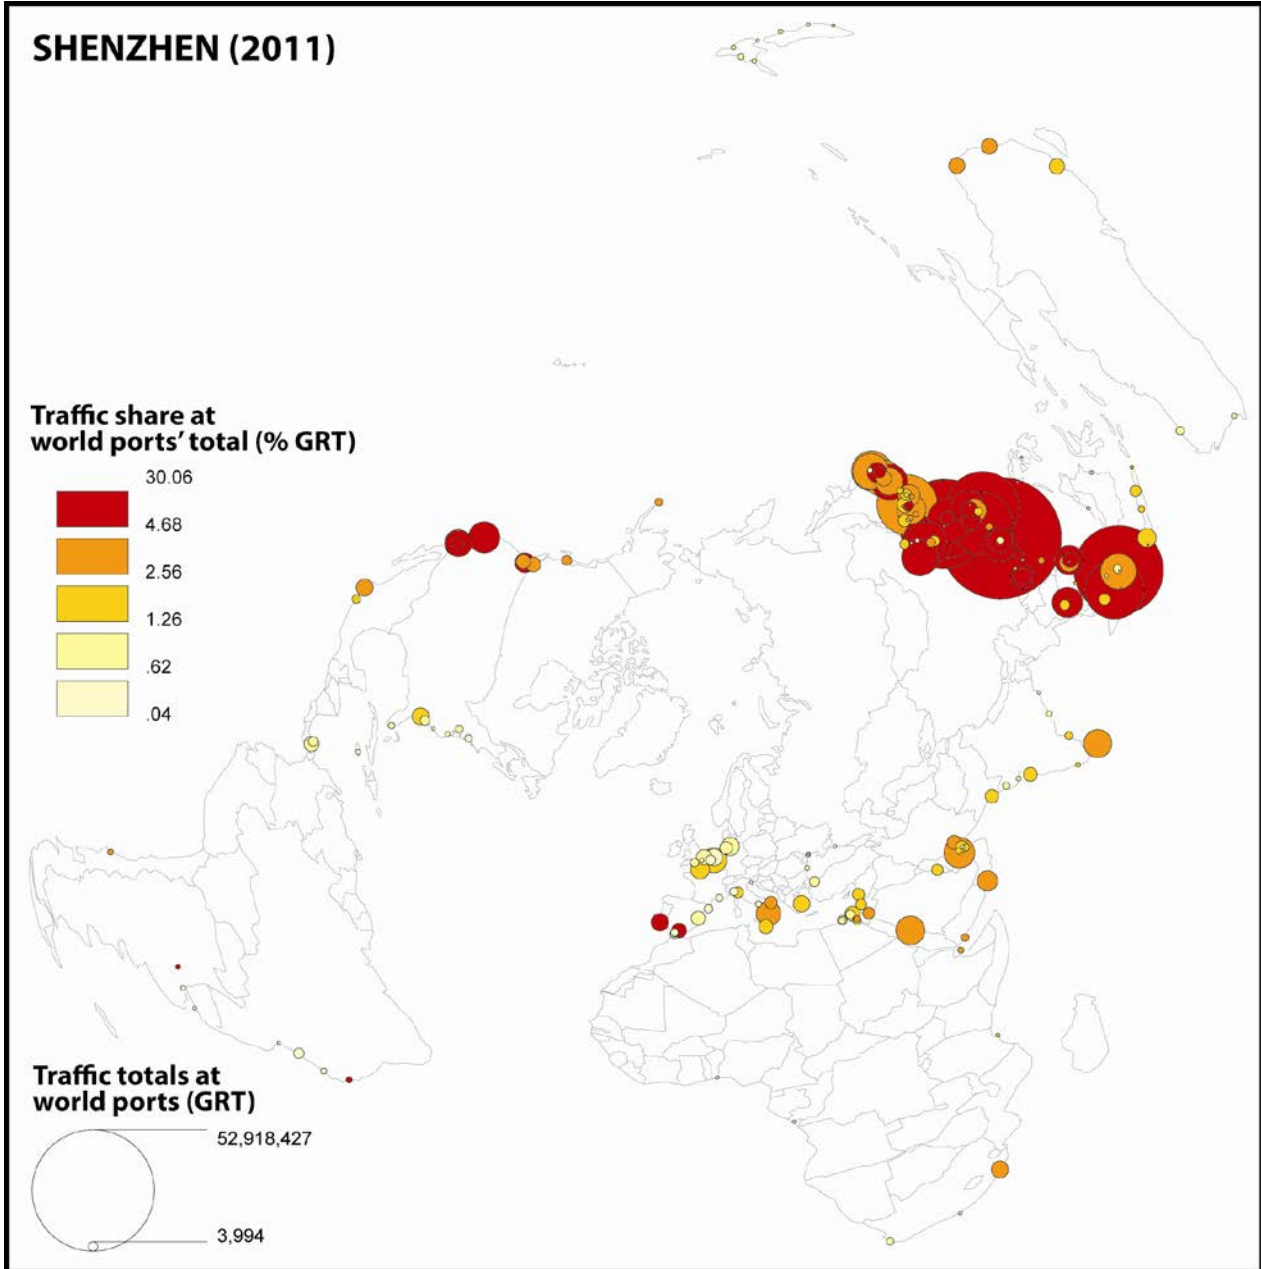 SHENZHEN (2011)
Traffic share at
world ports' total (% GRT)
30.06
4.68
2.56
1.26
.62
.04
Traffic totals at
world ports (GRT)
52,918,427
3,994